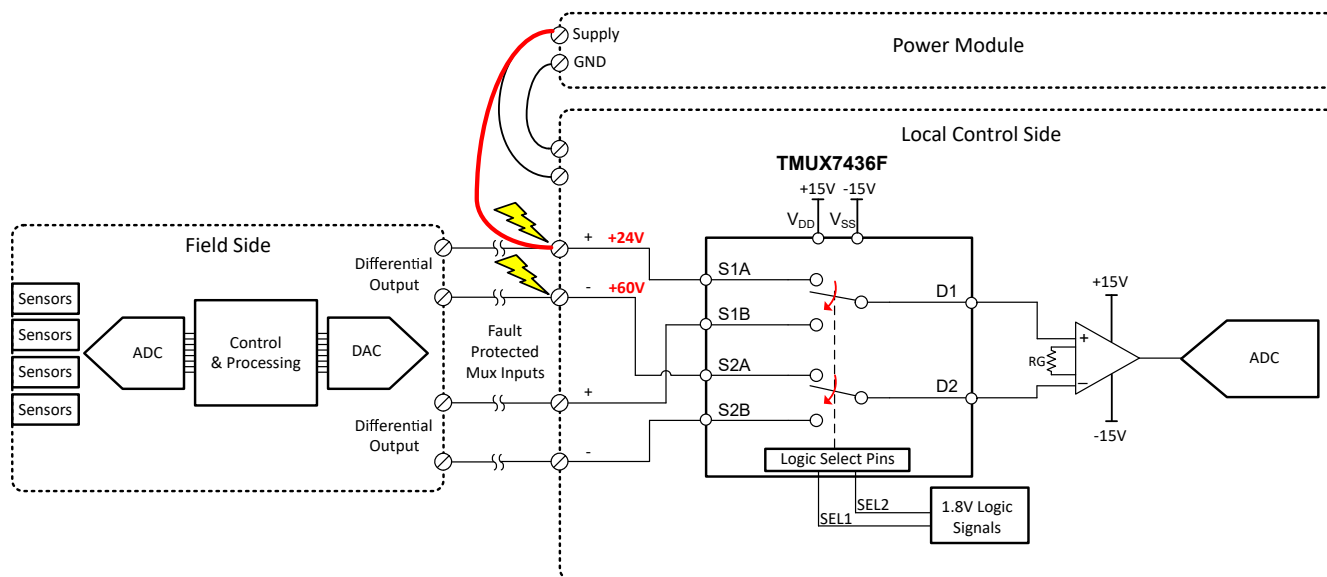 Supply
GND
Power Module
Local Control Side
TMUX7436F
+15V
-15V
VDD
VSS
Field Side
Sensors
Sensors
Sensors
Sensors
ADC
Control
& Processing
DAC
Differential
Output
Differential
Output
Fault
Protected
Mux Inputs
+
+24V
-
+60V
+
-
S1A
S1B
S2A
S2B
D1
D2
Logic Select Pins
SEL1
SEL2
1.8V Logic
Signals
+15V
+
RG
−
-15V
ADC